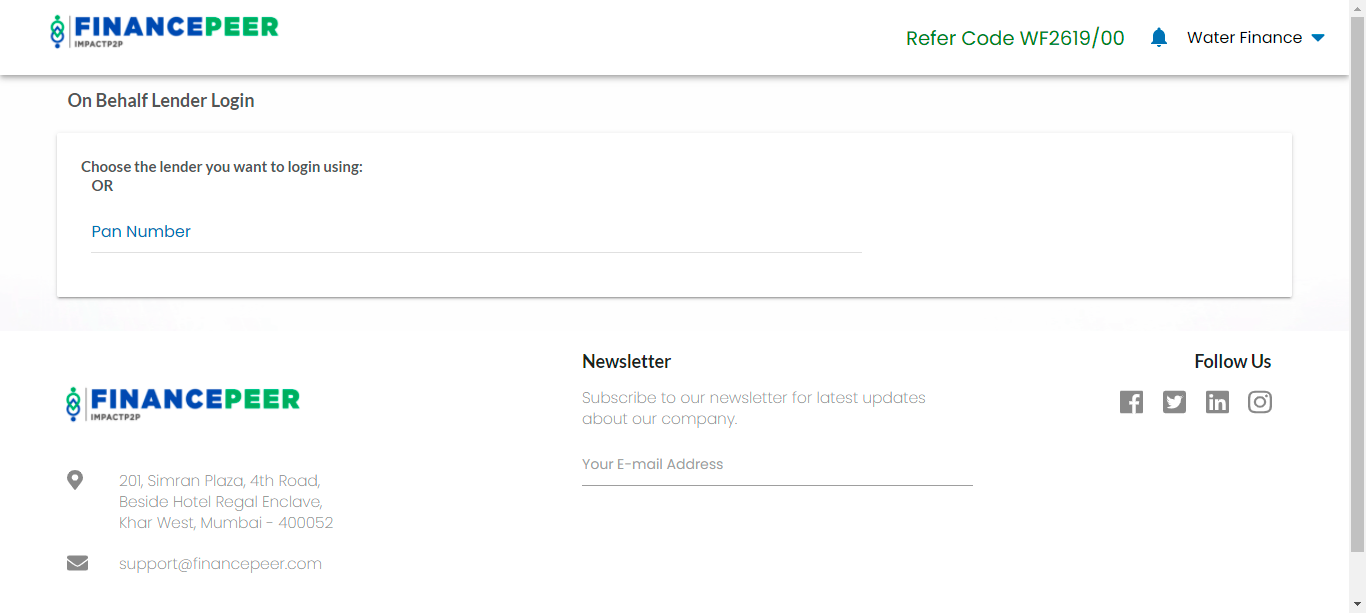 FINANCEPEER
IMPACTP2P
Refer Code WF2619/00
Water Finance
On Behalf Lender Login
Choose the lender you want to login using:
OR
Pan Number
FINANCEPEER
IMPACTP2P
201, Simran Plaza, 4th Road,
Beside Hotel Regal Enclave,
Khar West, Mumbai - 400052
support@financepeer.com
Newsletter
Subscribe to our newsletter for latest updates
about our company.
Your E-mail Address
Follow Us